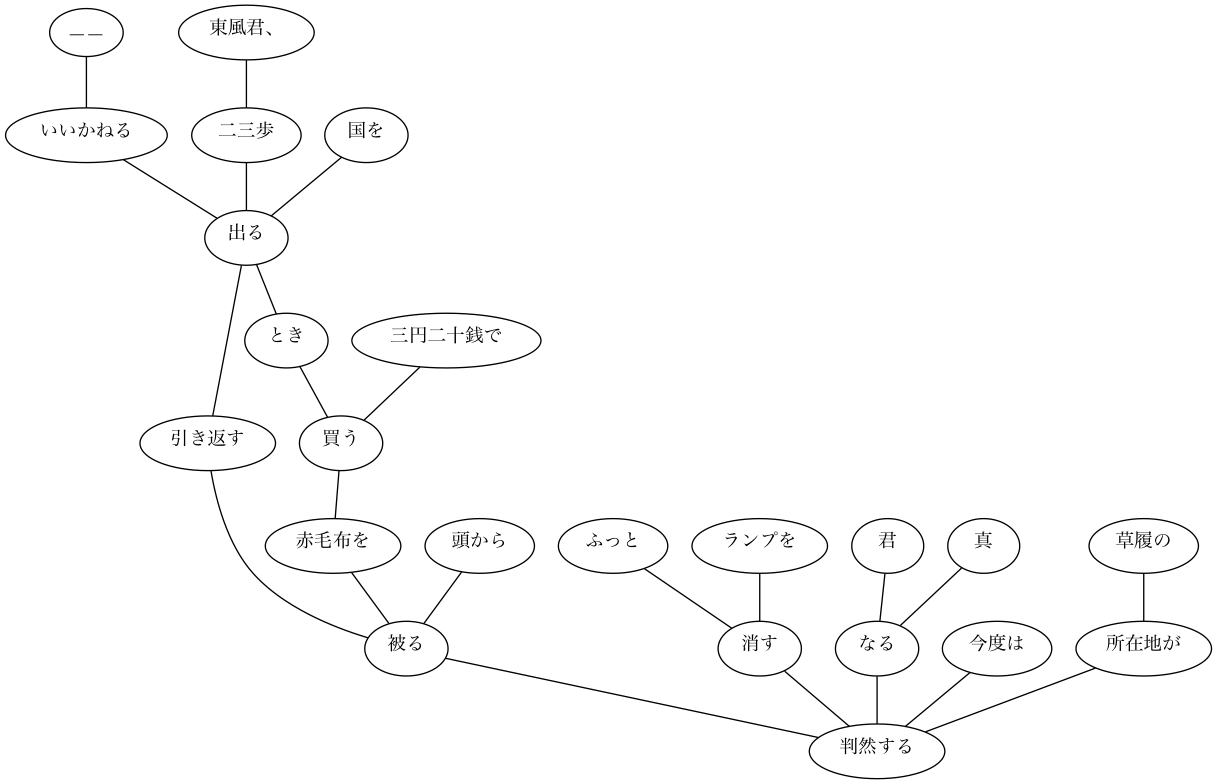 ——
東風君、
いいかねる
二三歩
国を
出る
とき
三円二十銭で
引き返す
買う
赤毛布を
頭から
ふっと
ランプを
君
真
草履の
被る
消す
なる
今度は
所在地が
判然する